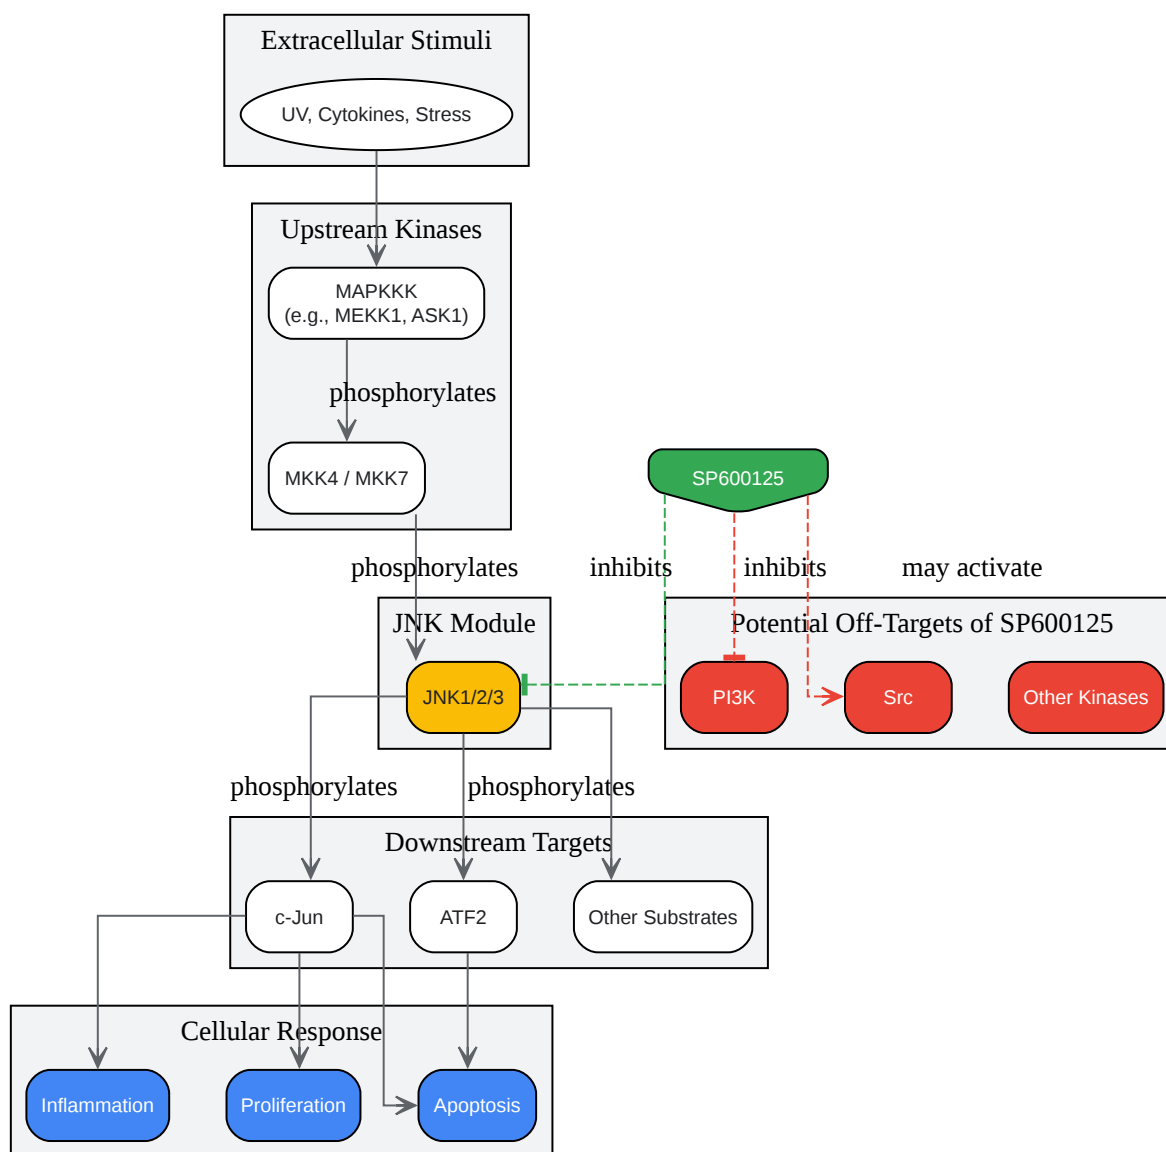 Extracellular Stimuli
UV, Cytokines, Stress
Upstream Kinases
MAPKKK
(e.g., MEKK1, ASK1)
phosphorylates
MKK4 / MKK7
SP600125
phosphorylates
inhibits
inhibits
may activate
JNK Module
Potential Off-Targets of SP600125
JNK1/2/3
PI3K
Src
Other Kinases
phosphorylates
phosphorylates
Downstream Targets
c-Jun
ATF2
Other Substrates
Cellular Response
Inflammation
Proliferation
Apoptosis